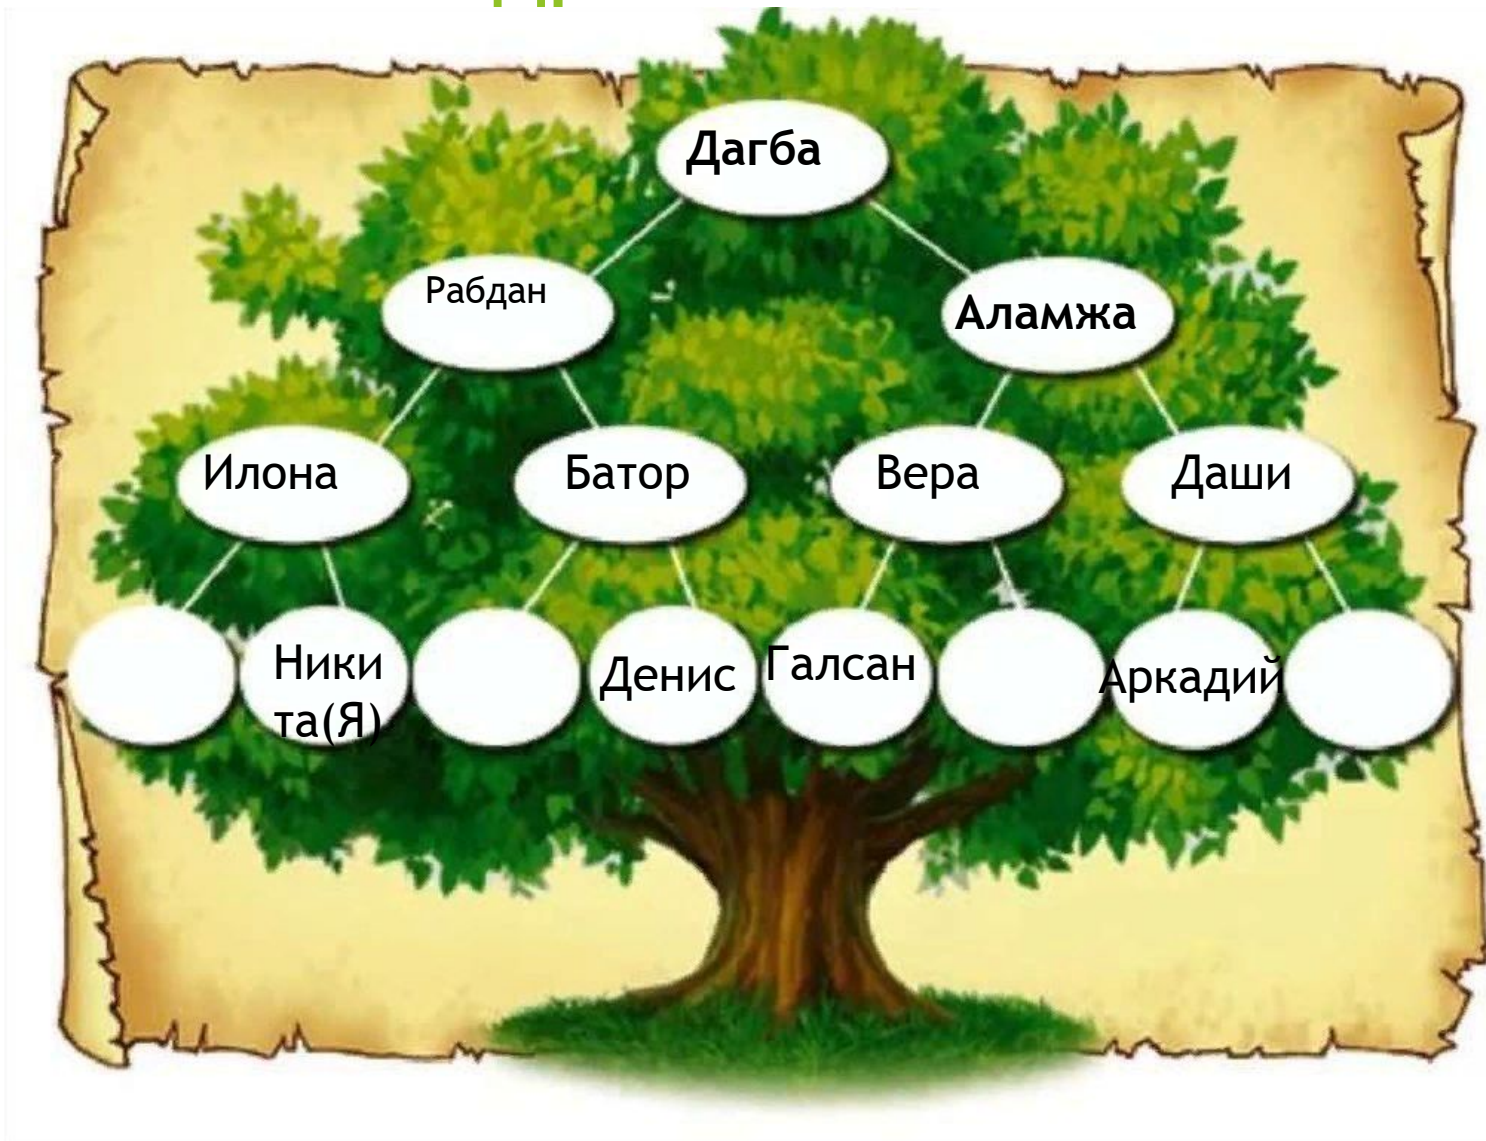 Дагба
Рабдан
Аламжа
Илона
Батор
Вера
Даши
Ники
та(Я)
Денис
Галсан
Аркадий